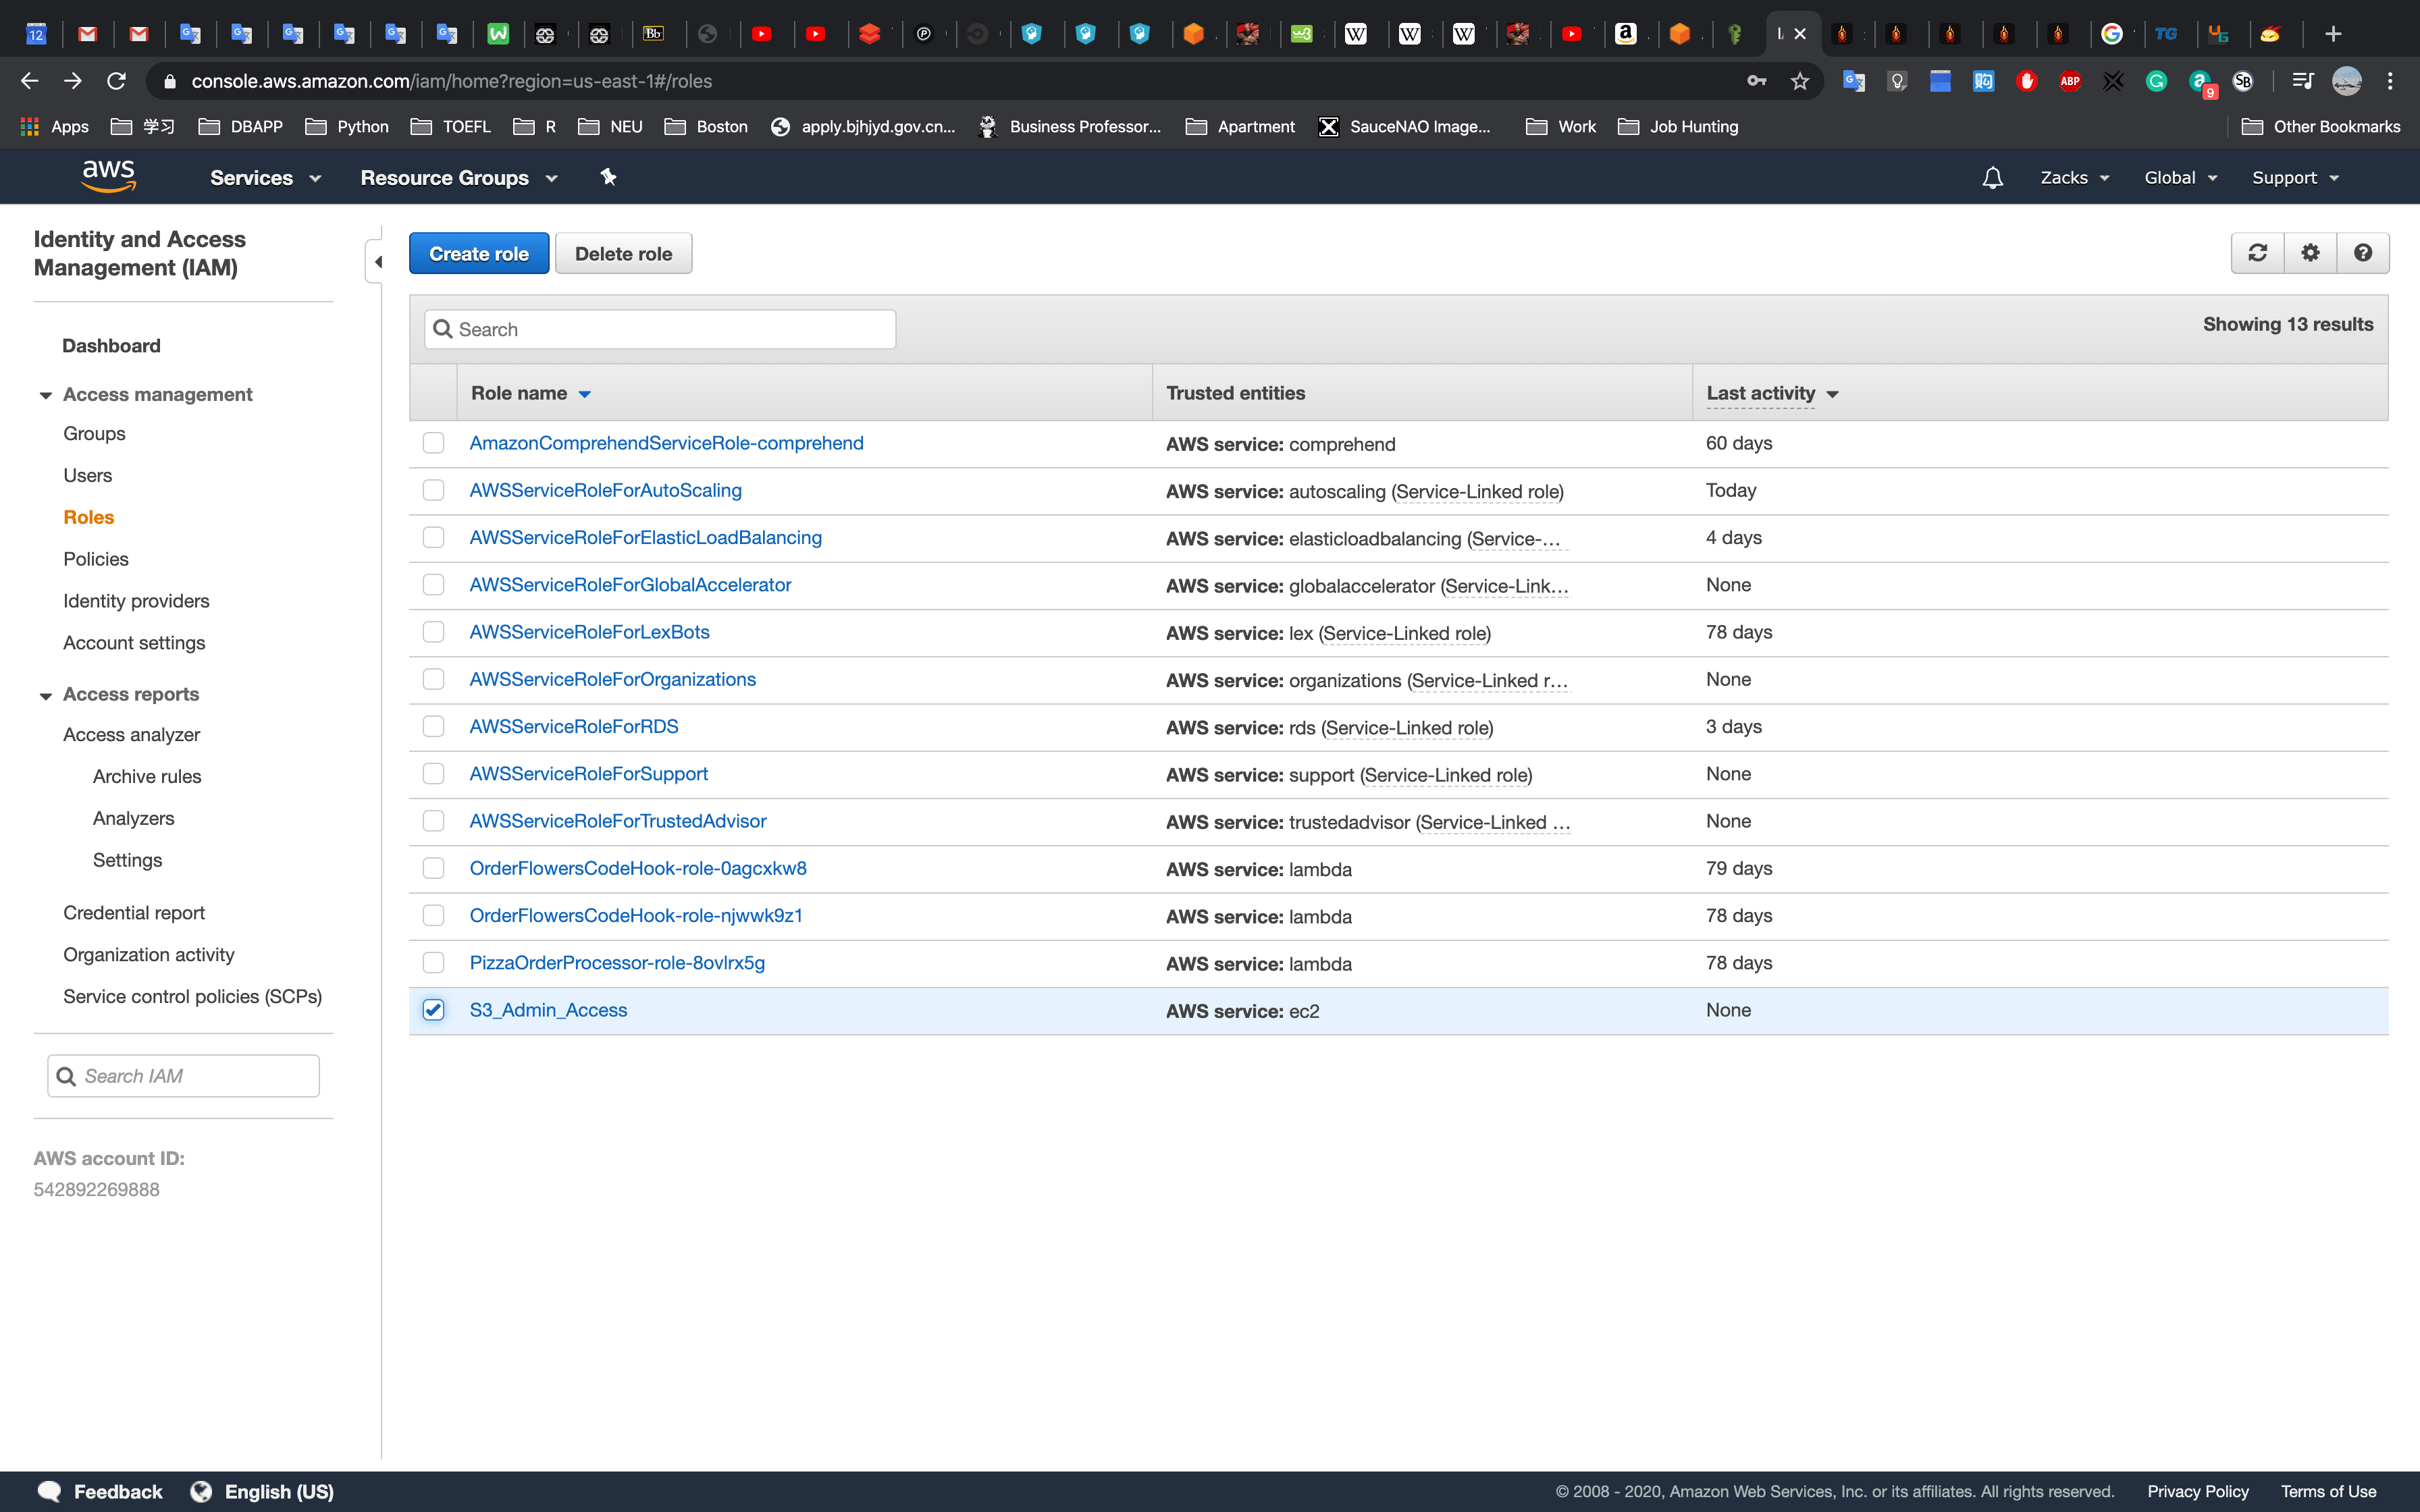 console.aws.amazon.com/iam/home?region=us-east-1#/roles
Apps 学习 DBAPP Python TOEFL R NEU Boston apply.bjhjyd.gov.cn... Business Professor... Apartment SauceNAO Image... Work Job Hunting Other Bookmarks
aws Services Resource Groups Zacks Global Support
Identity and Access
Management (IAM)
Dashboard
Access management
Groups
Users
Roles
Policies
Identity providers
Account settings
Access reports
Access analyzer
Archive rules
Analyzers
Settings
Credential report
Organization activity
Service control policies (SCPs)
Search IAM
AWS account ID:
542892269888
Create role Delete role
Search
Showing 13 results
Role name Trusted entities Last activity
AmazonComprehendServiceRole-comprehend AWS service: comprehend 60 days
AWSServiceRoleForAutoScaling AWS service: autoscaling (Service-Linked role) Today
AWSServiceRoleForElasticLoadBalancing AWS service: elasticloadbalancing (Service-... 4 days
AWSServiceRoleForGlobalAccelerator AWS service: globalaccelerator (Service-Link... None
AWSServiceRoleForLexBots AWS service: lex (Service-Linked role) 78 days
AWSServiceRoleForOrganizations AWS service: organizations (Service-Linked r... None
AWSServiceRoleForRDS AWS service: rds (Service-Linked role) 3 days
AWSServiceRoleForSupport AWS service: support (Service-Linked role) None
AWSServiceRoleForTrustedAdvisor AWS service: trustedadvisor (Service-Linked ... None
OrderFlowersCodeHook-role-0agcxkw8 AWS service: lambda 79 days
OrderFlowersCodeHook-role-njwwk9z1 AWS service: lambda 78 days
PizzaOrderProcessor-role-8ovlrx5g AWS service: lambda 78 days
S3_Admin_Access AWS service: ec2 None
Feedback English (US) © 2008 - 2020, Amazon Web Services, Inc. or its affiliates. All rights reserved. Privacy Policy Terms of Use